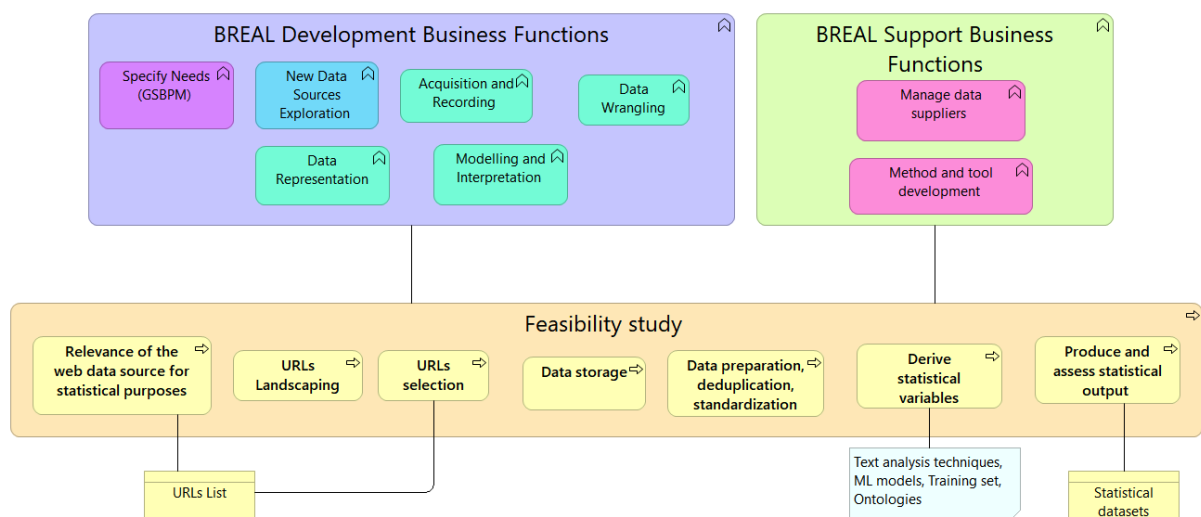 BREAL Development Business Functions
Specify Needs
(GSBPM)
New Data
Sources
Exploration
Acquisition and
Recording
Data
Wrangling
Data
Representation
Modelling and
Interpretation
BREAL Support Business
Functions
Manage data
suppliers
Method and tool
development
Feasibility study
Relevance of the
web data source for
statistical purposes
URLs
Landscaping
URLs
selection
Data storage
Data preparation,
deduplication,
standardization
Derive
statistical
variables
Produce and
assess statistical
output
URLs List
Text analysis techniques,
ML models, Training set,
Ontologies
Statistical
datasets